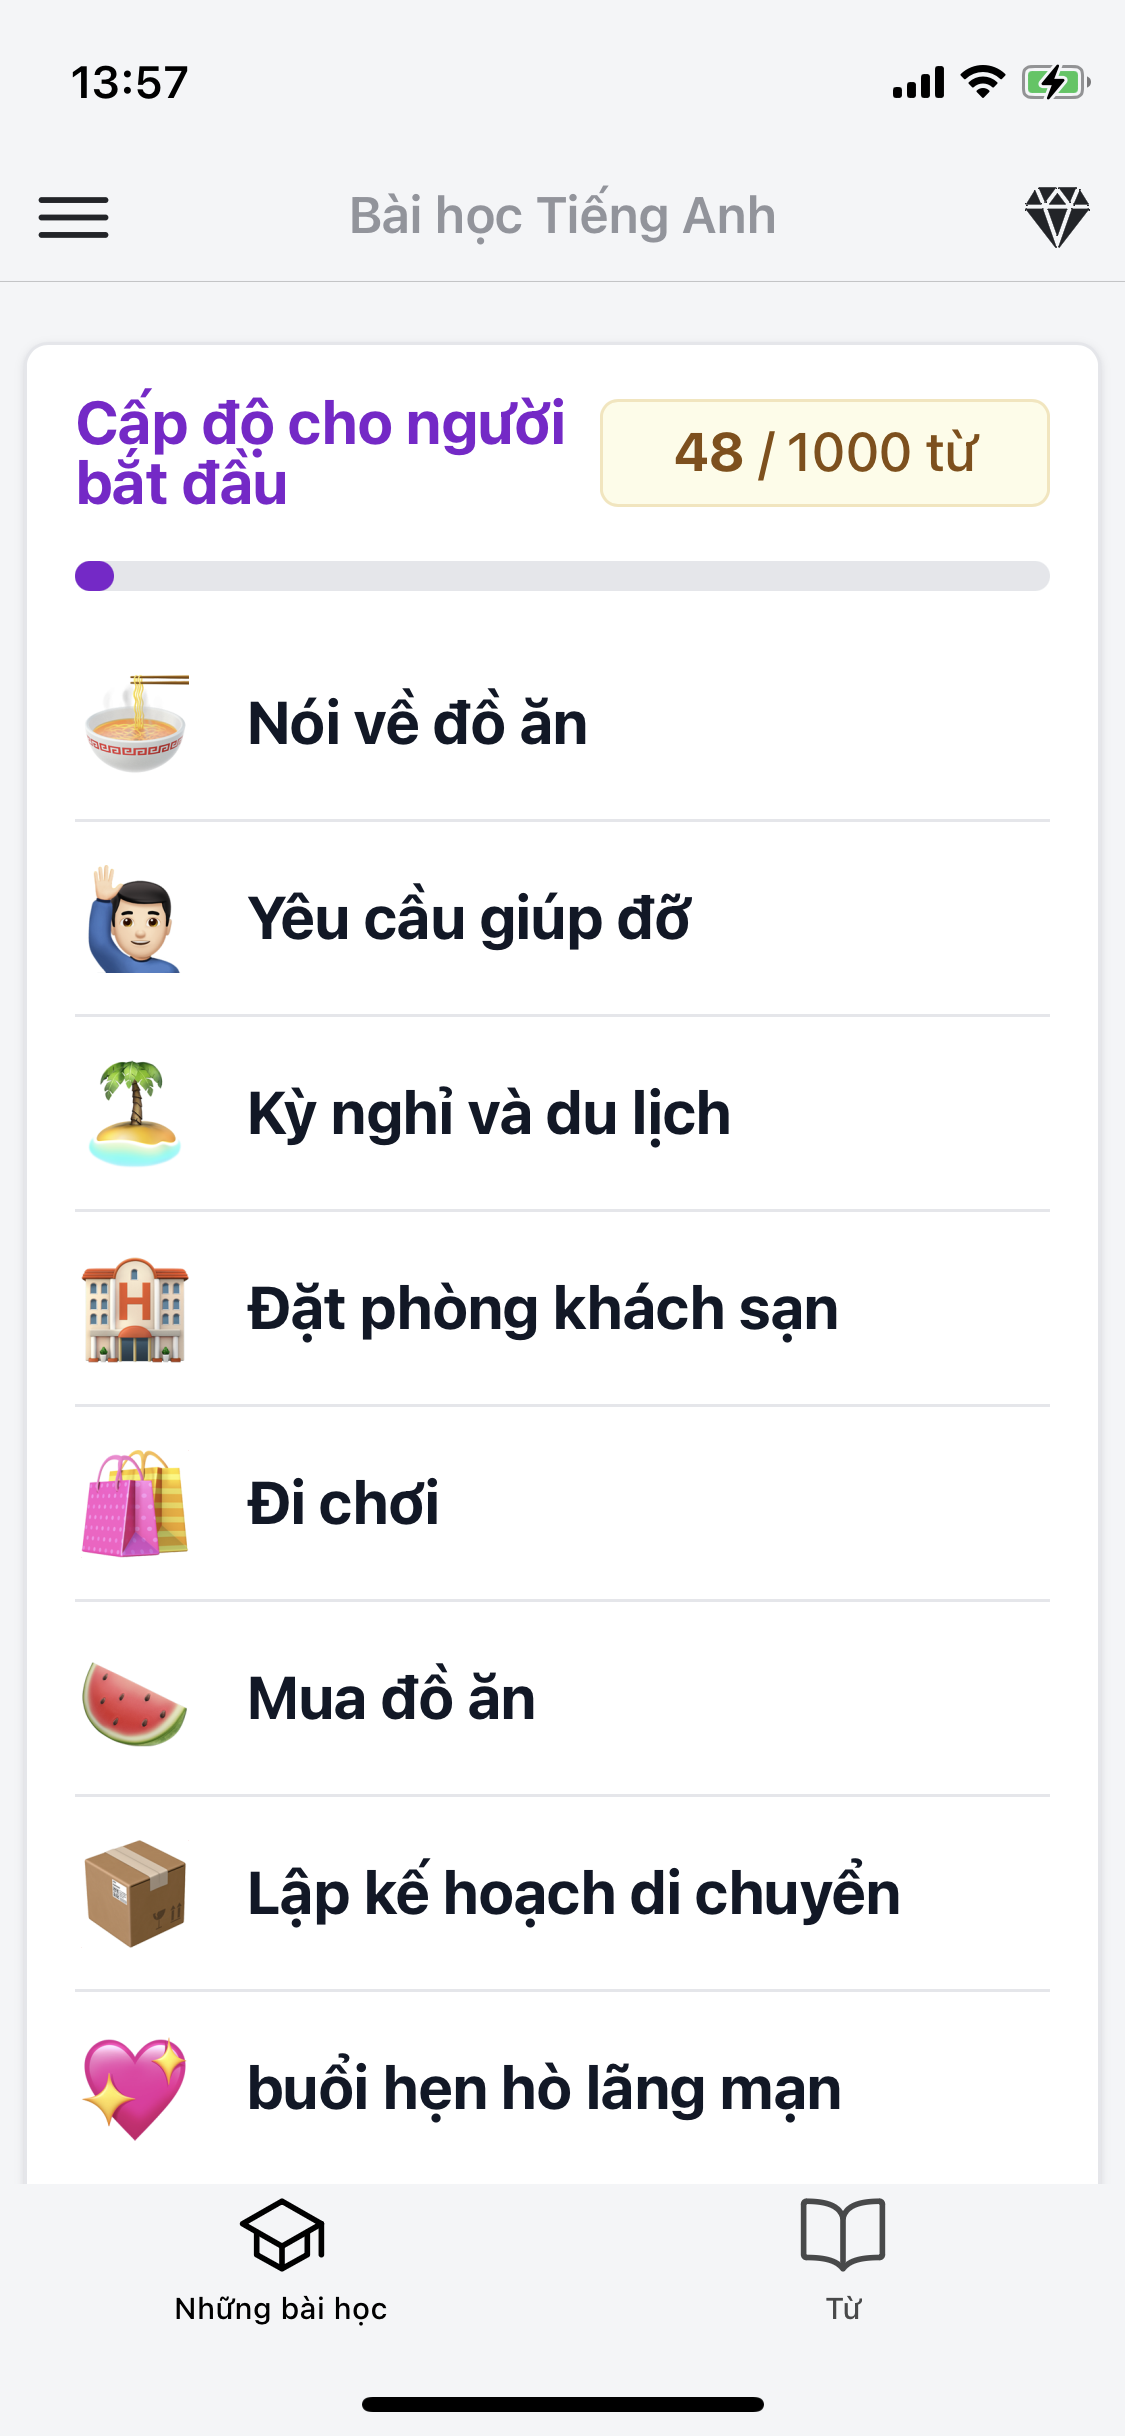 13:57
Bài học Tiếng Anh
Cấp độ cho người
bắt đầu
48 / 1000 từ
Nói về đồ ăn
Yêu cầu giúp đỡ
Kỳ nghỉ và du lịch
H
Đặt phòng khách sạn
Đi chơi
Mua đồ ăn
Lập kế hoạch di chuyển
buổi hẹn hò lãng mạn
Những bài học
Từ